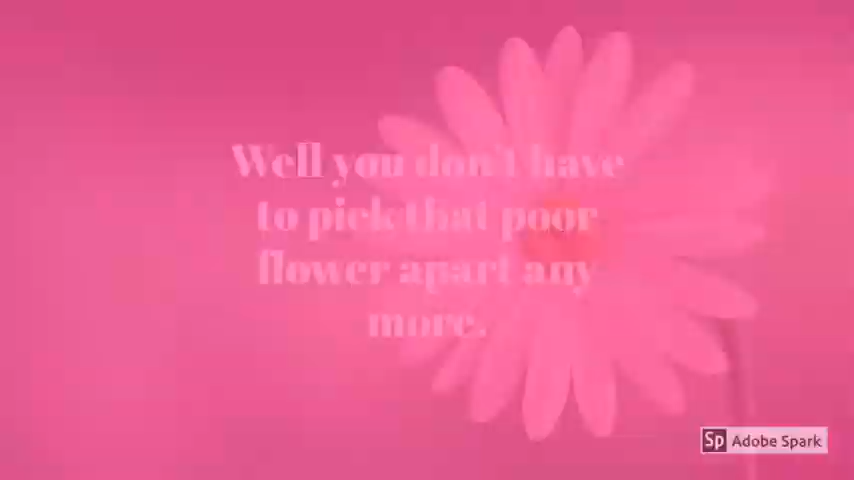 Well you don't have
to pick that poor
flower apart any
more.
Sp Adobe Spark